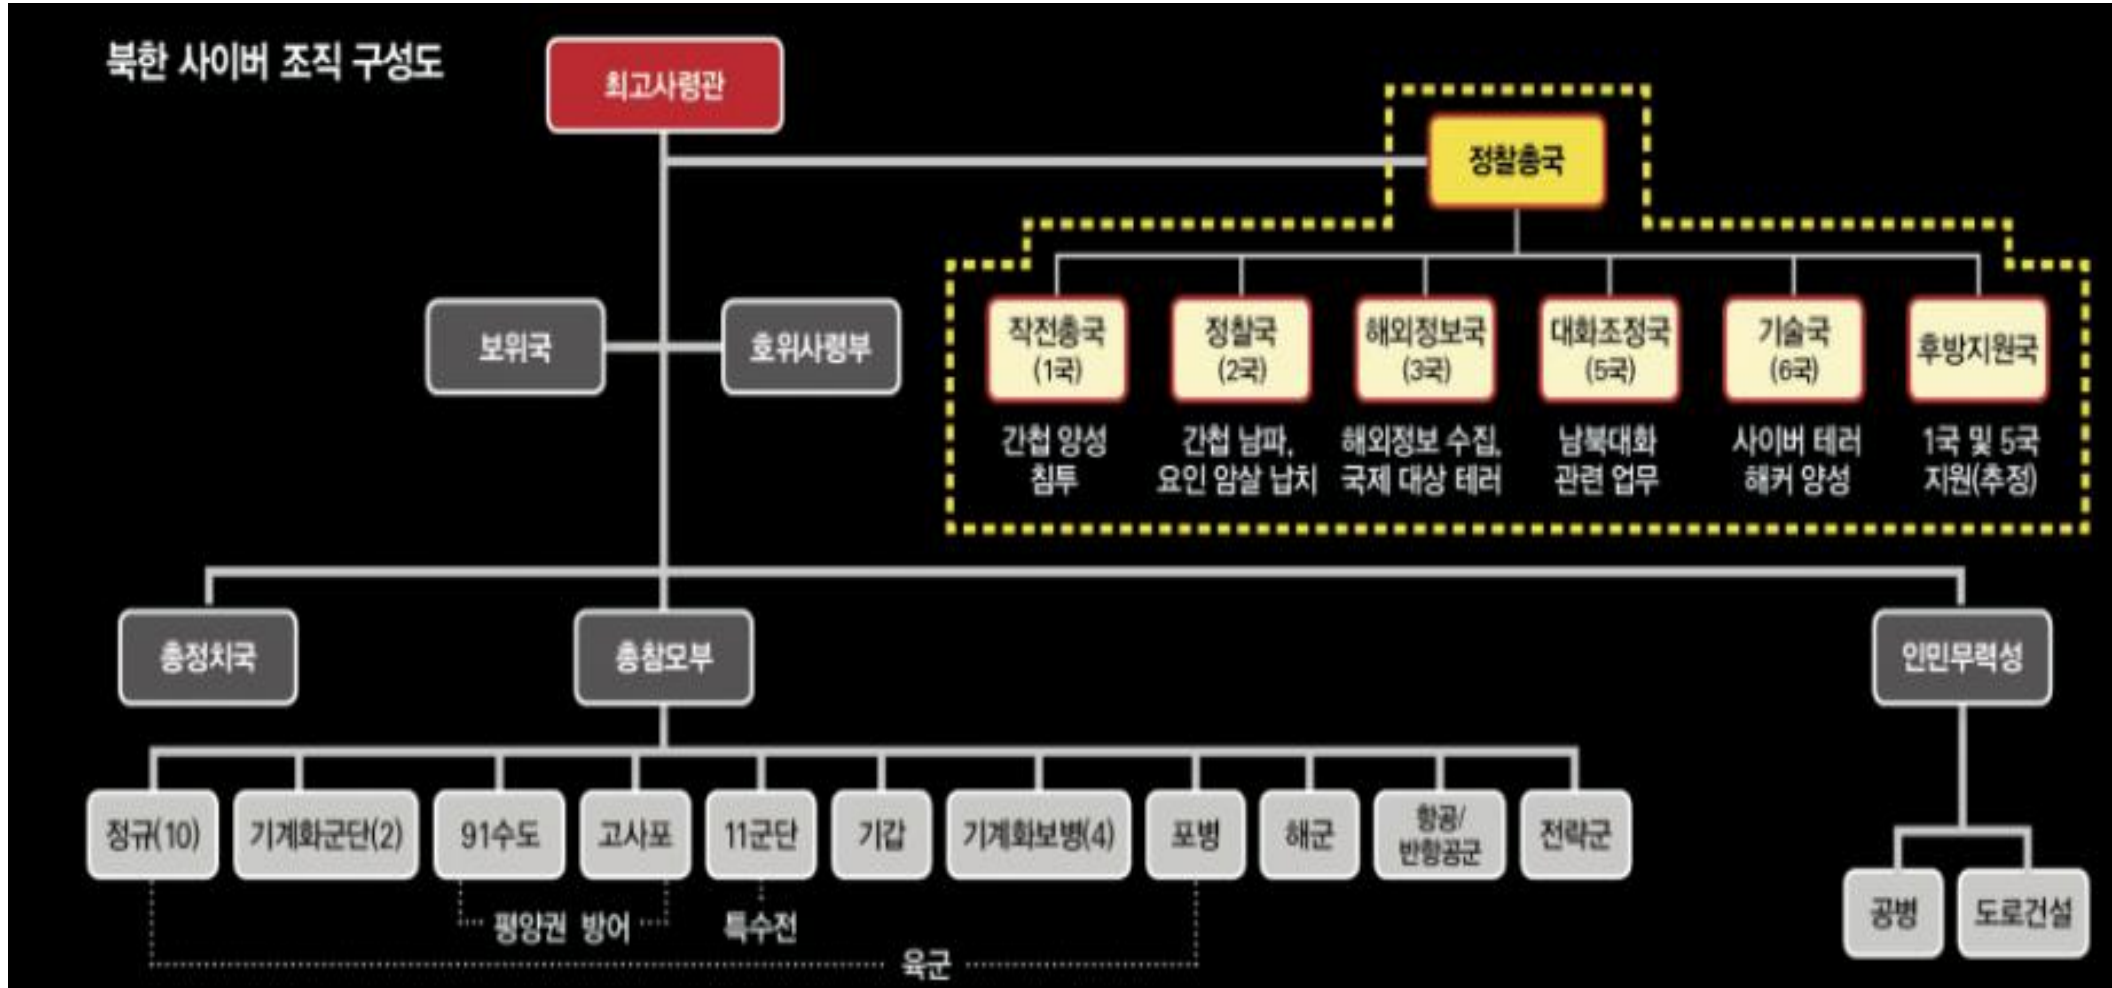 북한 사이버 조직 구성도
최고사령관
정찰총국
작전총국
(1국)
정찰국
(2국)
해외정보국
(3국)
대화조정국
(5국)
기술국
(6국)
후방지원국
간첩 양성
침투
간첩 남파,
요인 암살 납치
해외정보 수집,
국제 대상 테러
남북대화
관련 업무
사이버 테러
해커 양성
1국 및 5국
지원(추정)
보위국
호위사령부
총정치국
총참모부
인민무력성
정규(10)
기계화군단(2)
91수도
고사포
11군단
기갑
기계화보병(4)
포병
해군
항공/
반항공군
전략군
공병
도로건설
평양권 방어
특수전
육군